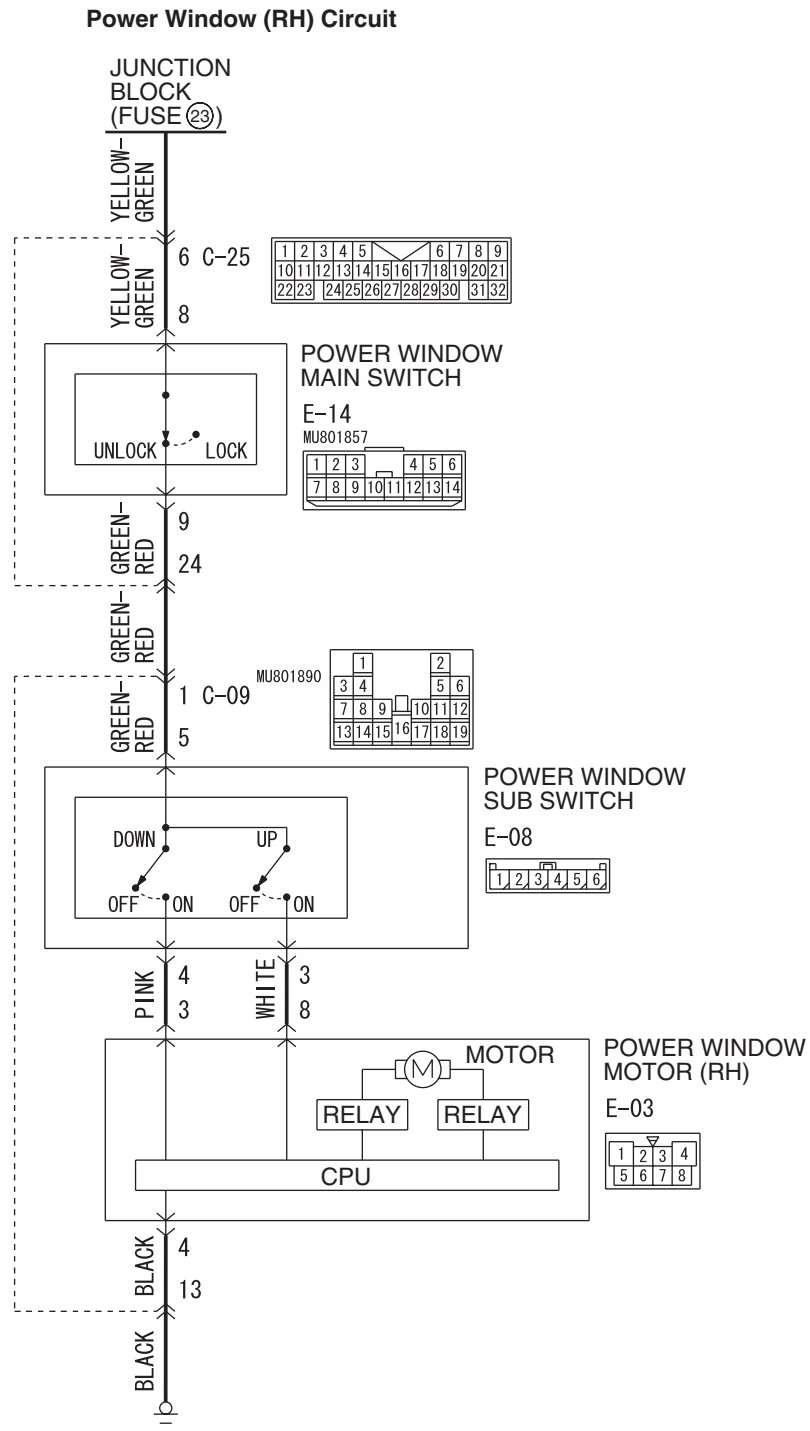 Power Window (RH) Circuit
JUNCTION
BLOCK
(FUSE 23)
YELLOW-
GREEN
YELLOW-
GREEN
6 C-25
1 2 3 4 5 6 7 8 9
10 11 12 13 14 15 16 17 18 19 20 21
22 23 24 25 26 27 28 29 30 31 32
8
POWER WINDOW
MAIN SWITCH
E-14
MU801857
1 2 3 4 5 6
7 8 9 10 11 12 13 14
UNLOCK LOCK
GREEN-
RED
9
24
GREEN-
RED
GREEN-
RED
1 C-09
5
MU801890
1 2
3 4 5 6
7 8 9 10 11 12
13 14 15 16 17 18 19
POWER WINDOW
SUB SWITCH
E-08
1 2 3 4 5 6
DOWN UP
OFF ON OFF ON
PINK
4
3
WHITE
3
8
POWER WINDOW
MOTOR (RH)
E-03
1 2 3 4
5 6 7 8
M MOTOR
RELAY RELAY
CPU
BLACK
4
13
BLACK